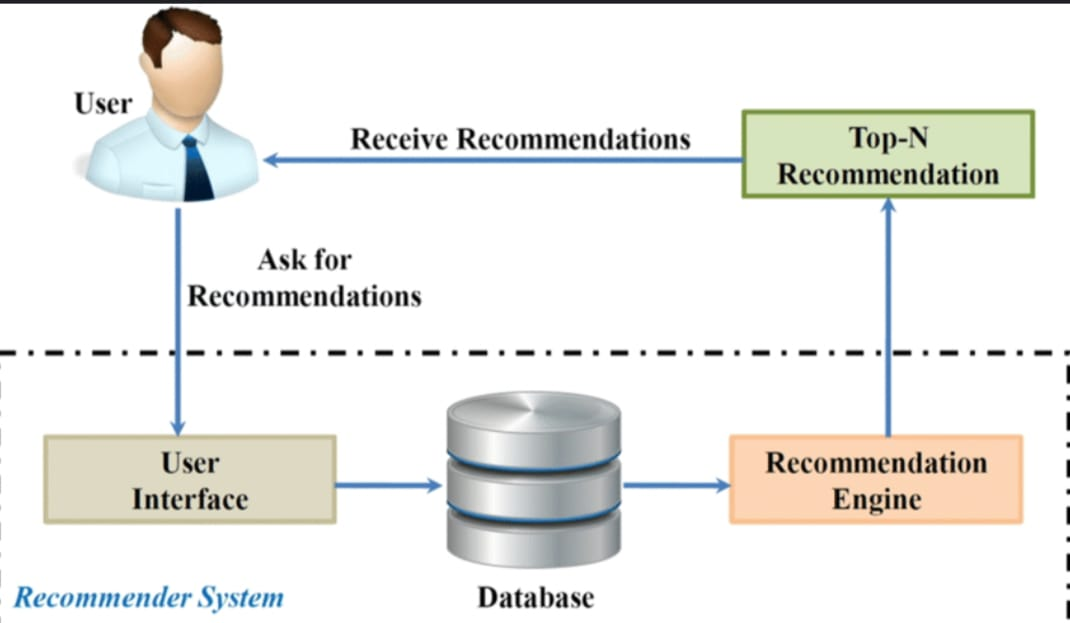 User
Receive Recommendations
Top-N
Recommendation
Ask for
Recommendations
User
Interface
Recommendation
Engine
Recommender System
Database